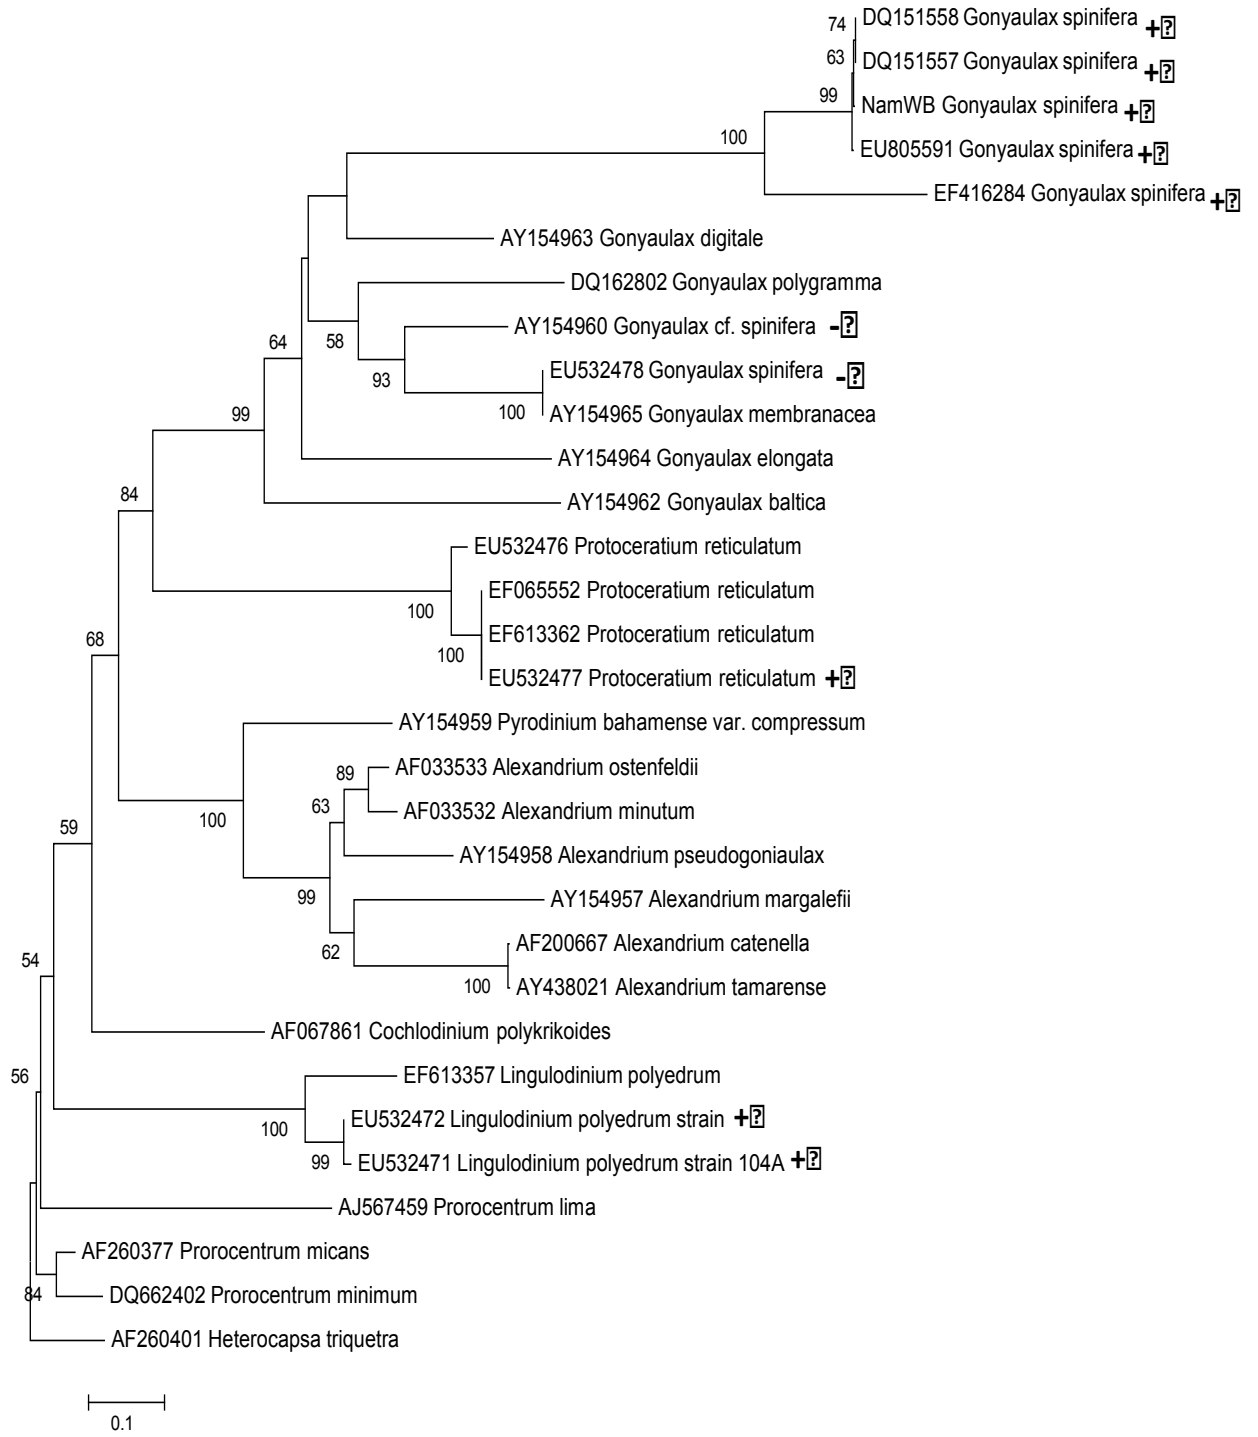 74
DQ151558 Gonyaulax spinifera +?
63
DQ151557 Gonyaulax spinifera +?
99
NamWB Gonyaulax spinifera +?
100
EU805591 Gonyaulax spinifera +?
EF416284 Gonyaulax spinifera +?
AY154963 Gonyaulax digitale
DQ162802 Gonyaulax polygramma
58
AY154960 Gonyaulax cf. spinifera -?
64
EU532478 Gonyaulax spinifera -?
93
100
AY154965 Gonyaulax membranacea
99
AY154964 Gonyaulax elongata
84
AY154962 Gonyaulax baltica
EU532476 Protoceratium reticulatum
EF065552 Protoceratium reticulatum
100
EF613362 Protoceratium reticulatum
68
100
EU532477 Protoceratium reticulatum +?
AY154959 Pyrodinium bahamense var. compressum
89
AF033533 Alexandrium ostenfeldii
63
AF033532 Alexandrium minutum
100
59
AY154958 Alexandrium pseudogoniaulax
99
AY154957 Alexandrium margalefii
62
AF200667 Alexandrium catenella
54
100
AY438021 Alexandrium tamarense
AF067861 Cochlodinium polykrikoides
56
EF613357 Lingulodinium polyedrum
100
EU532472 Lingulodinium polyedrum strain +?
99
EU532471 Lingulodinium polyedrum strain 104A +?
AJ567459 Prorocentrum lima
AF260377 Prorocentrum micans
84
DQ662402 Prorocentrum minimum
AF260401 Heterocapsa triquetra
0.1